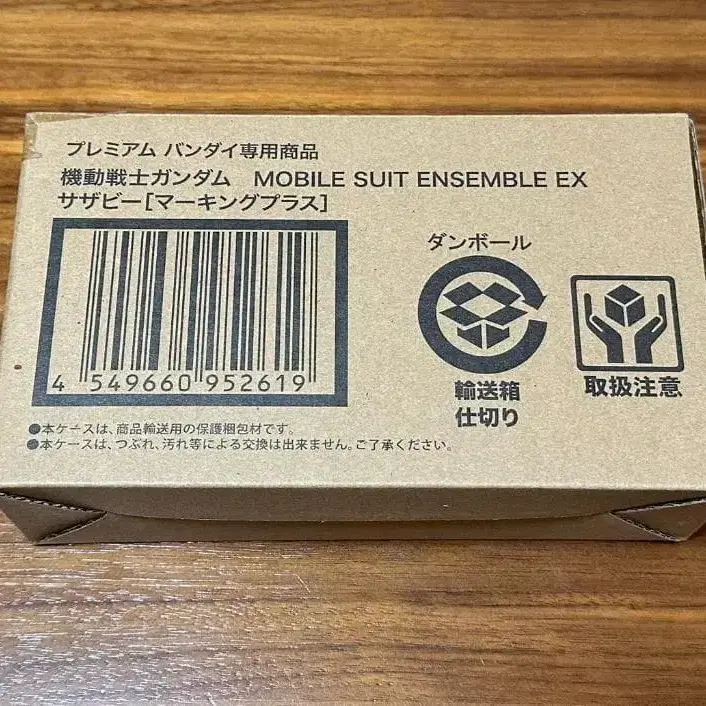 プレミアム バンダイ専用商品
機動戦士ガンダム MOBILE SUIT ENSEMBLE EX
サザビー[マーキングプラス]
4 549660 952619
ダンボール
輸送箱
仕切り
取扱注意
●本ケースは、商品輸送用の保護梱包材です。
●本ケースは、つぶれ、汚れ等による交換は出来ません。ご了承ください。